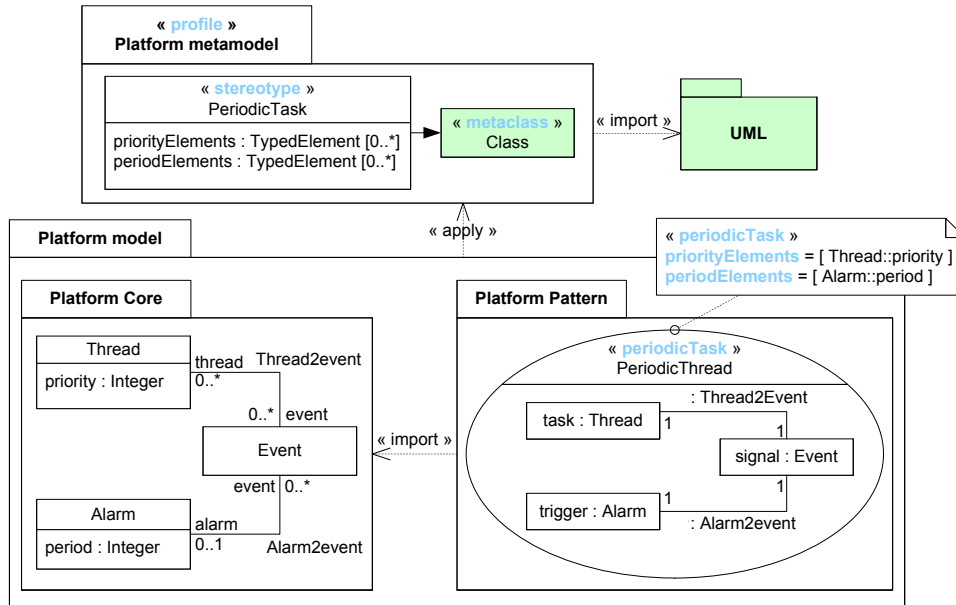 « profile »
Platform metamodel
« stereotype »
PeriodicTask
priorityElements : TypedElement [0..*]
periodElements : TypedElement [0..*]
« metaclass »
Class
« import »
UML
« apply »
« periodicTask »
priorityElements = [ Thread::priority ]
periodElements = [ Alarm::period ]
Platform model
Platform Core
Thread
priority : Integer
thread
0..*
Thread2event
0..*
event
Event
event
0..*
Alarm
period : Integer
alarm
0..1
Alarm2event
« import »
Platform Pattern
« periodicTask »
PeriodicThread
: Thread2Event
task : Thread
1
1
signal : Event
1
trigger : Alarm
1
: Alarm2event